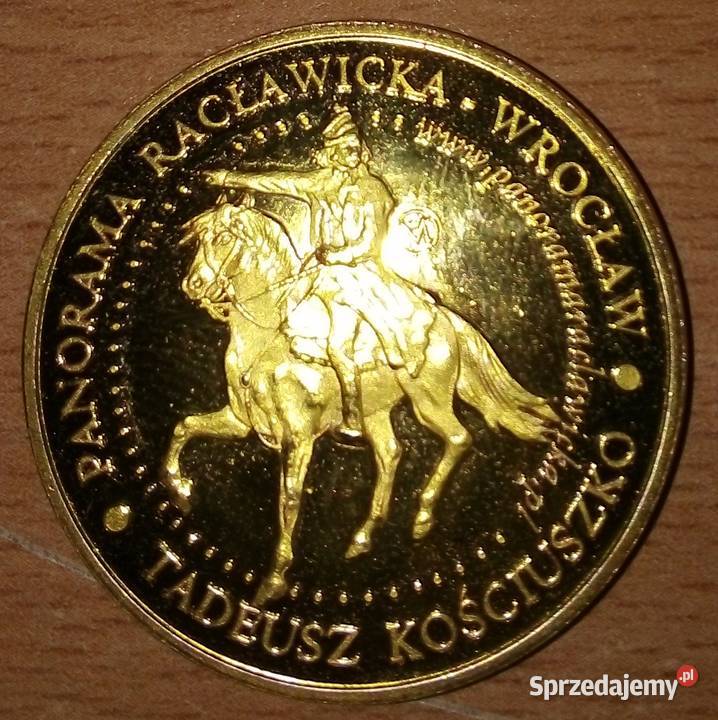 PANORAMA RACŁAWICKA - WROCŁAW
www.panoramaraclawicka.pl
TADEUSZ KOŚCIUSZKO
Sprzedajemy.pl